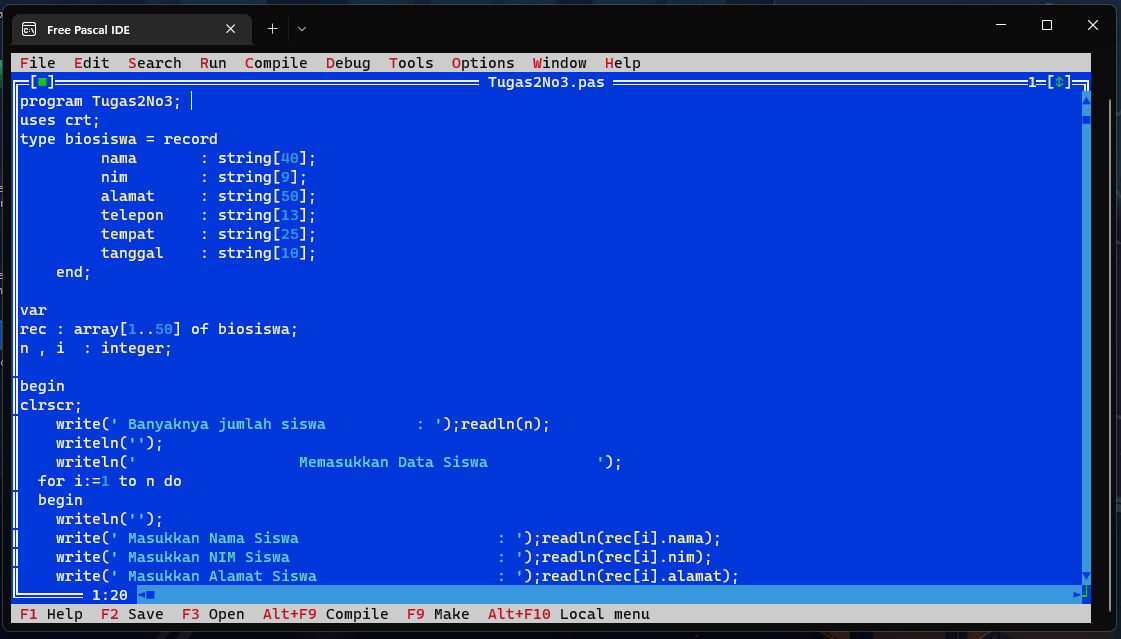 Free Pascal IDE
File Edit Search Run Compile Debug Tools Options Window Help
[■] Tugas2No3.pas 1=[↕]
program Tugas2No3;
uses crt;
type biosiswa = record
         nama       : string[40];
         nim        : string[9];
         alamat     : string[50];
         telepon    : string[13];
         tempat     : string[25];
         tanggal    : string[10];
    end;
var
rec : array[1..50] of biosiswa;
n , i  : integer;
begin
clrscr;
    write(' Banyaknya jumlah siswa          : ');readln(n);
    writeln('');
    writeln('                  Memasukkan Data Siswa            ');
  for i:=1 to n do
  begin
    writeln('');
    write(' Masukkan Nama Siswa                      : ');readln(rec[i].nama);
    write(' Masukkan NIM Siswa                       : ');readln(rec[i].nim);
    write(' Masukkan Alamat Siswa                    : ');readln(rec[i].alamat);
1:20
F1 Help F2 Save F3 Open Alt+F9 Compile F9 Make Alt+F10 Local menu